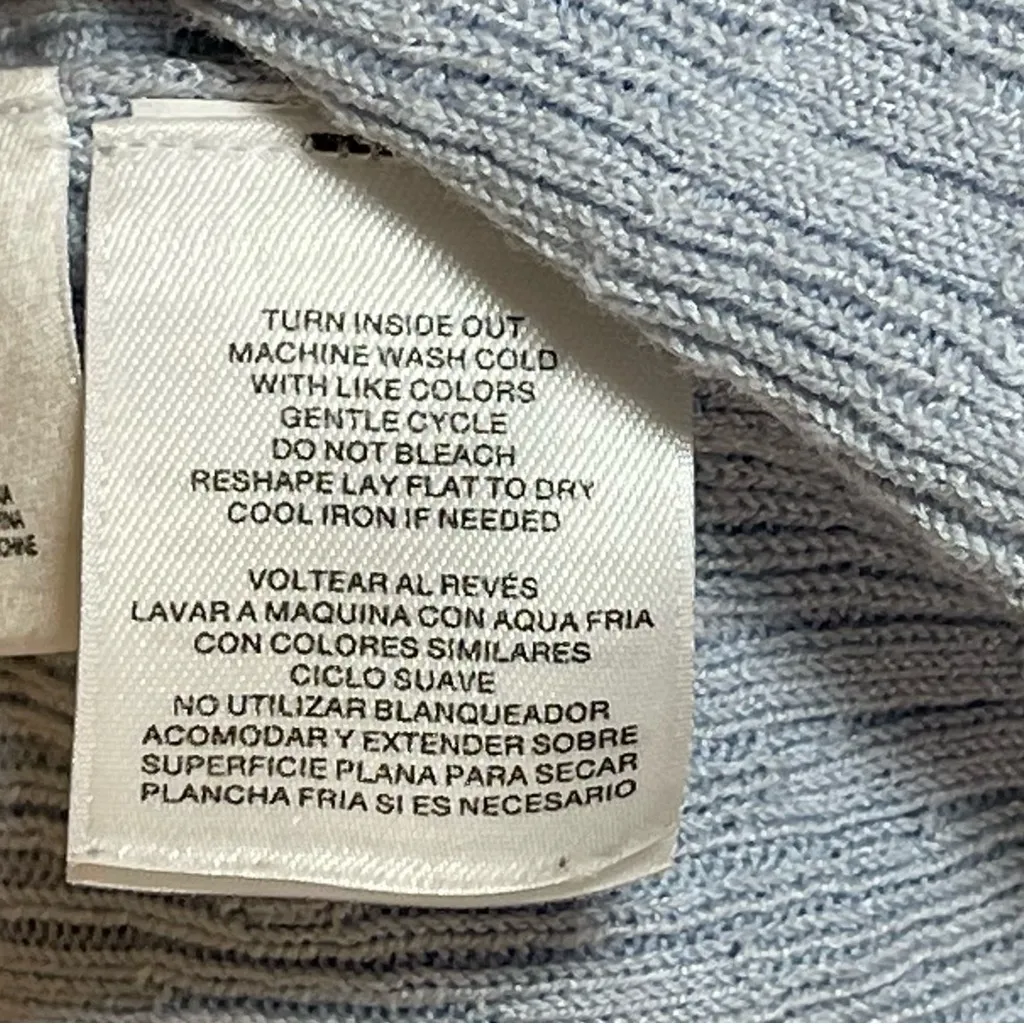 TURN INSIDE OUT
MACHINE WASH COLD
WITH LIKE COLORS
GENTLE CYCLE
DO NOT BLEACH
RESHAPE LAY FLAT TO DRY
COOL IRON IF NEEDED
VOLTEAR AL REVÉS
LAVAR A MAQUINA CON AQUA FRIA
CON COLORES SIMILARES
CICLO SUAVE
NO UTILIZAR BLANQUEADOR
ACOMODAR Y EXTENDER SOBRE
SUPERFICIE PLANA PARA SECAR
PLANCHA FRIA SI ES NECESARIO